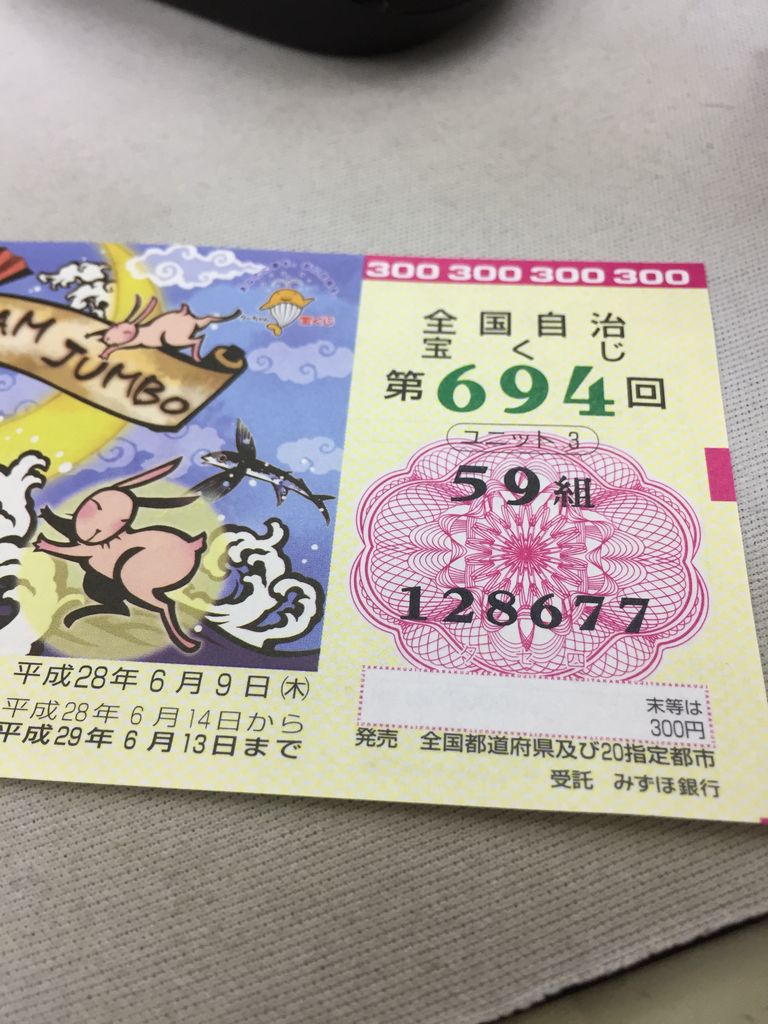 AM JUMBO
宝くじ
平成28年6月9日(木)
平成28年6月14日から
平成29年6月13日まで
300 300 300 300
全国自治
宝くじ
第694回
ユニット3
59組
128677
末等は
300円
発売 全国都道府県及び20指定都市
受託 みずほ銀行